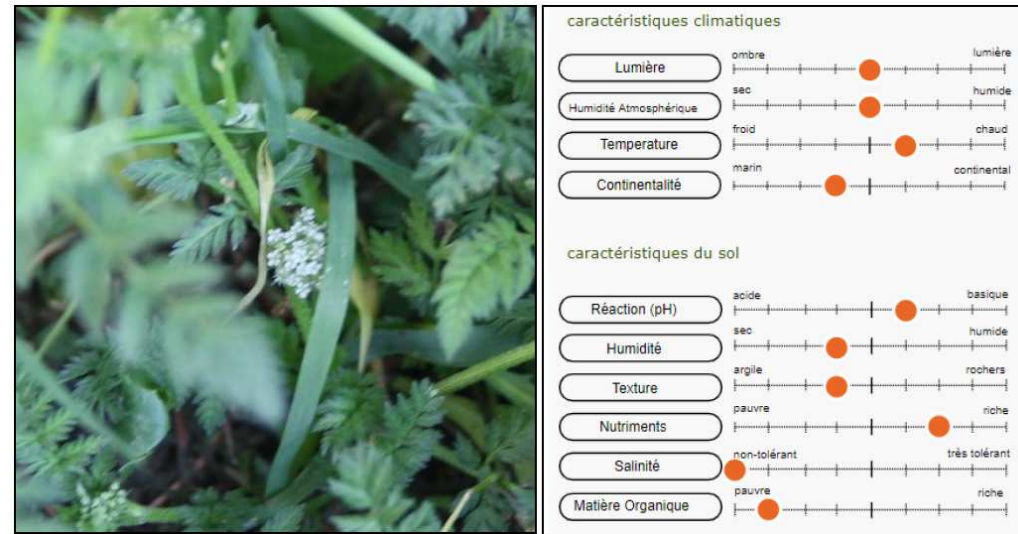 caractéristiques climatiques
ombre lumière
Lumière
sec humide
Humidité Atmosphérique
froid chaud
Temperature
marin continental
Continentalité
caractéristiques du sol
acide basique
Réaction (pH)
sec humide
Humidité
argile rochers
Texture
pauvre riche
Nutriments
non-tolérant très tolérant
Salinité
pauvre riche
Matière Organique